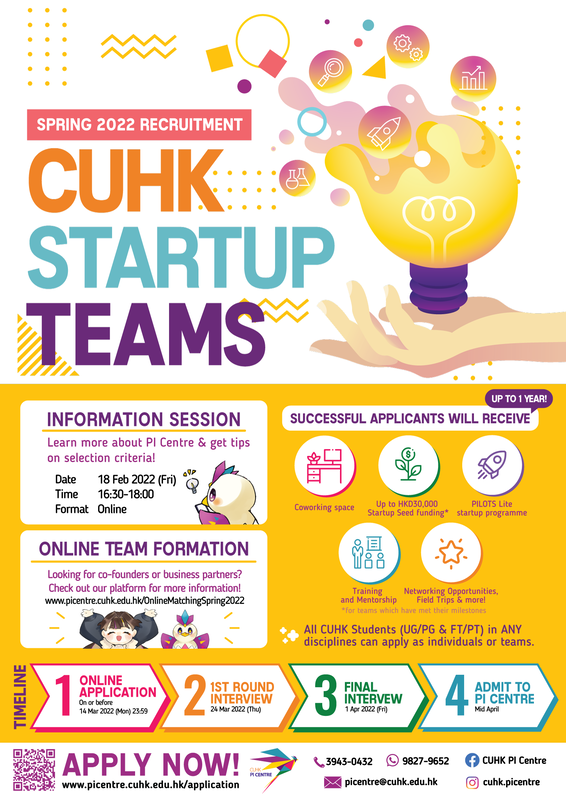 SPRING 2022 RECRUITMENT
CUHK
STARTUP
TEAMS
INFORMATION SESSION
Learn more about PI Centre & get tips
on selection criteria!
Date 18 Feb 2022 (Fri)
Time 16:30-18:00
Format Online
ONLINE TEAM FORMATION
Looking for co-founders or business partners?
Check out our platform for more information!
www.picentre.cuhk.edu.hk/OnlineMatchingSpring2022
UP TO 1 YEAR!
SUCCESSFUL APPLICANTS WILL RECEIVE
Coworking space
Up to HKD30,000
Startup Seed funding*
PILOTS Lite
startup programme
Training
and Mentorship
Networking Opportunities,
Field Trips & more!
*for teams which have met their milestones
All CUHK Students (UG/PG & FT/PT) in ANY
disciplines can apply as individuals or teams.
TIMELINE
1 ONLINE
APPLICATION
On or before
14 Mar 2022 (Mon) 23:59
2 1ST ROUND
INTERVIEW
24 Mar 2022 (Thu)
3 FINAL
INTERVEW
1 Apr 2022 (Fri)
4 ADMIT TO
PI CENTRE
Mid April
APPLY NOW!
www.picentre.cuhk.edu.hk/application
CUHK
PI CENTRE
3943-0432
9827-9652
CUHK PI Centre
picentre@cuhk.edu.hk
cuhk.picentre